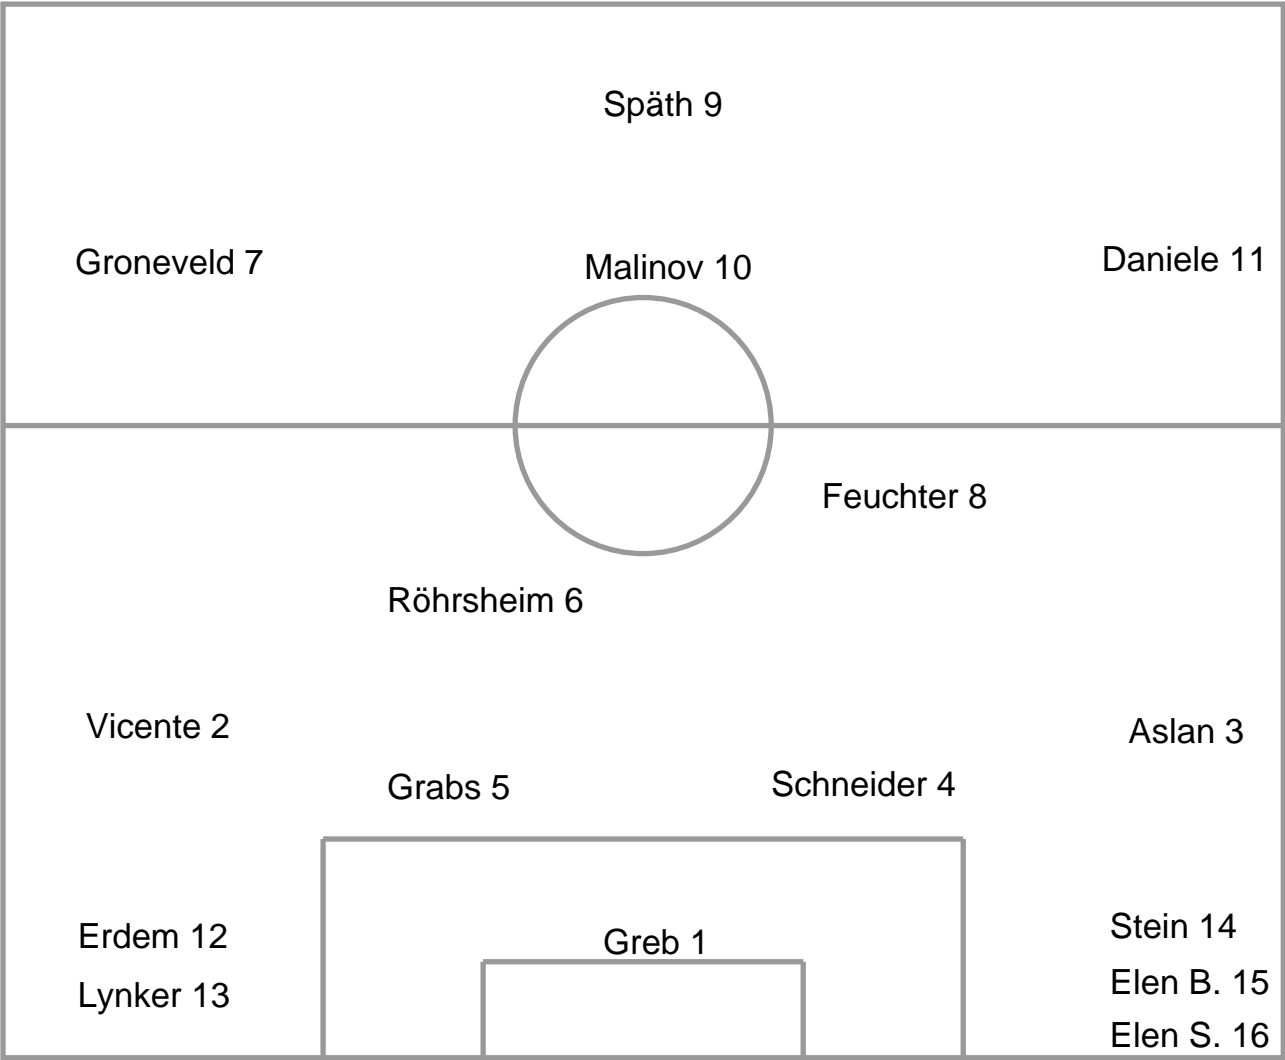 Späth 9
Groneveld 7
Malinov 10
Daniele 11
Feuchter 8
Röhrsheim 6
Vicente 2
Aslan 3
Grabs 5
Schneider 4
Erdem 12
Greb 1
Stein 14
Lynker 13
Elen B. 15
Elen S. 16